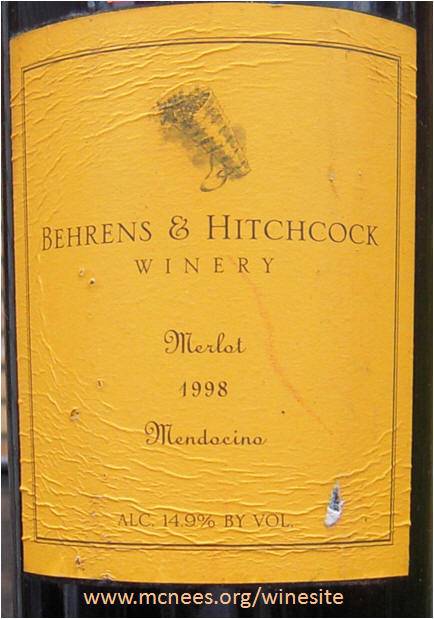 BEHRENS & HITCHCOCK
WINERY
Merlot
1998
Mendocino
ALC. 14.9% BY VOL.
www.mcnees.org/winesite